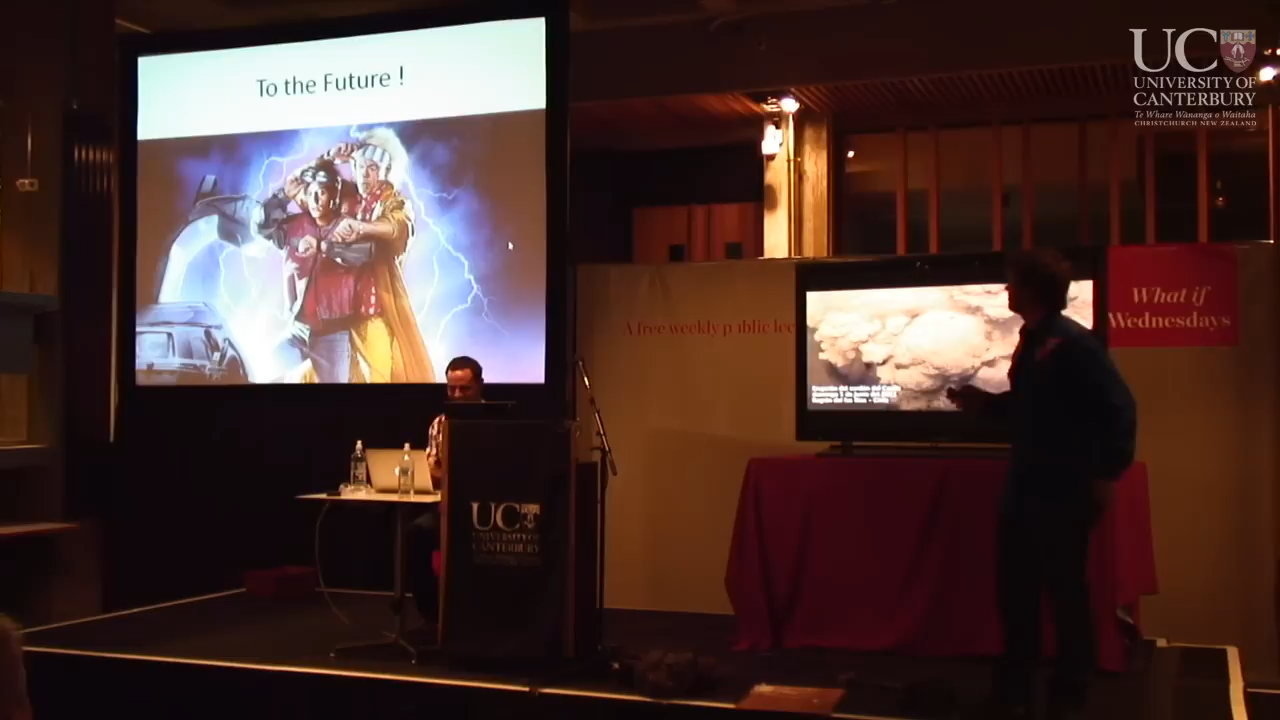 To the Future !
UC
UNIVERSITY OF
CANTERBURY
Te Whare Wānanga o Waitaha
CHRISTCHURCH NEW ZEALAND
A free weekly public lec
What if
Wednesdays
UC
UNIVERSITY OF
CANTERBURY